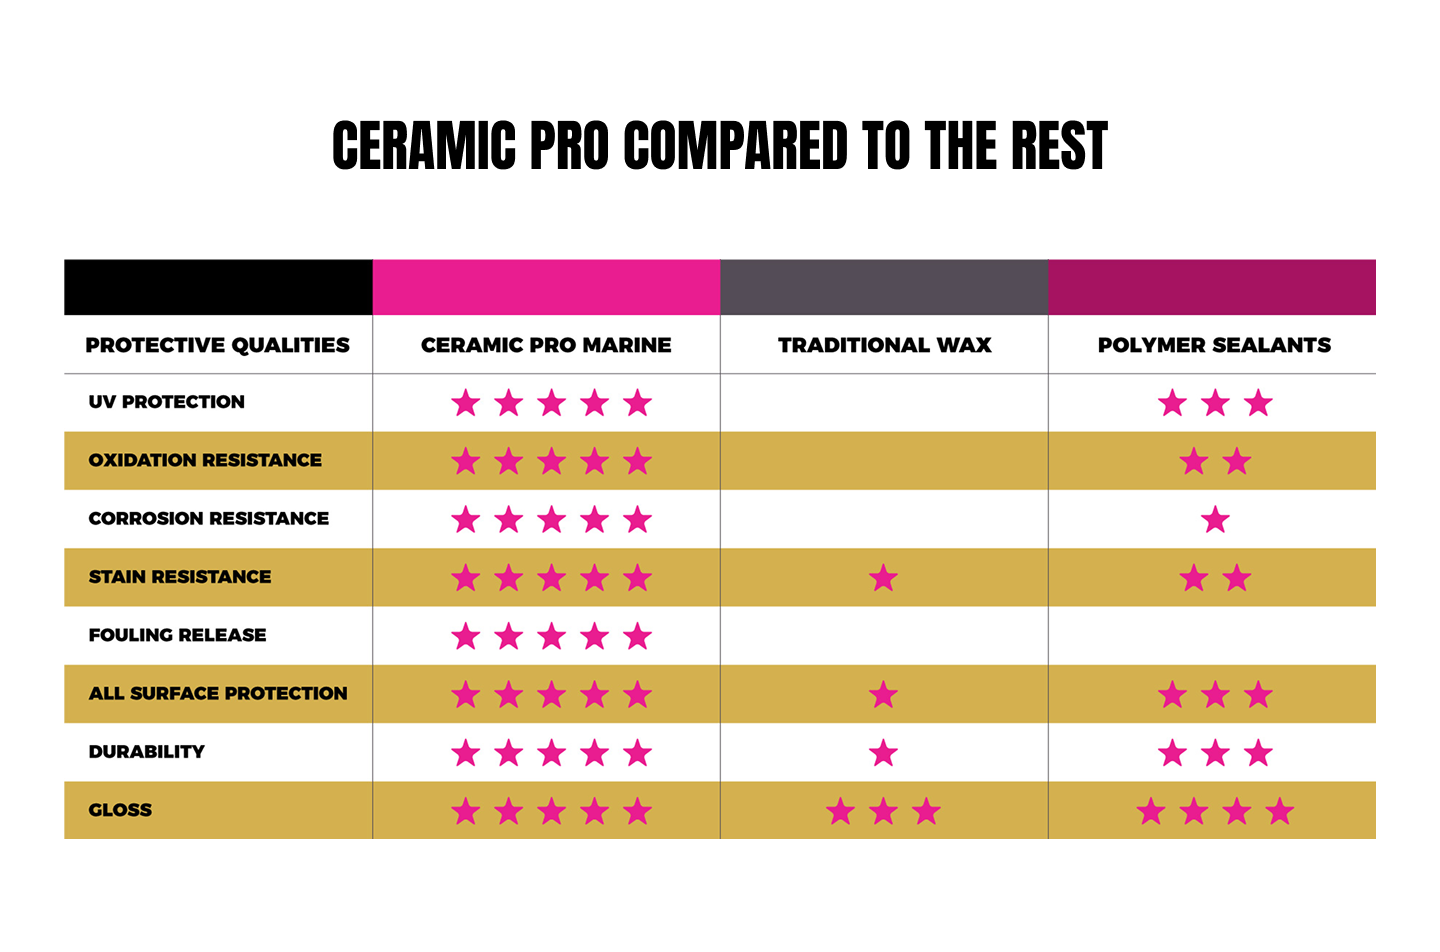 CERAMIC PRO COMPARED TO THE REST
PROTECTIVE QUALITIES CERAMIC PRO MARINE TRADITIONAL WAX POLYMER SEALANTS
UV PROTECTION
OXIDATION RESISTANCE
CORROSION RESISTANCE
STAIN RESISTANCE
FOULING RELEASE
ALL SURFACE PROTECTION
DURABILITY
GLOSS